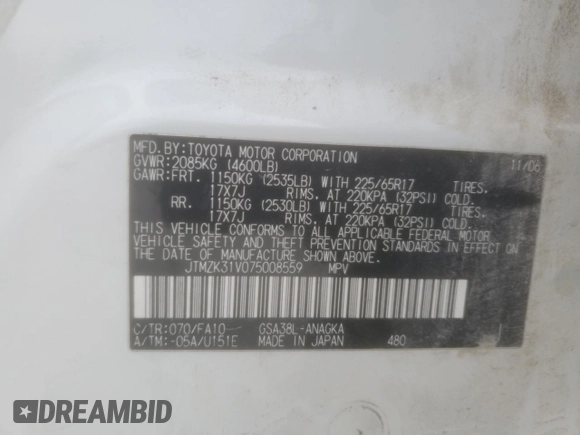 MFD.BY:TOYOTA MOTOR CORPORATION 11/06
GVWR:2085KG (4600LB)
GAWR:FRT. 1150KG (2535LB) WITH 225/65R17 TIRES.
17X7J RIMS. AT 220KPA (32PSI) COLD.
RR. 1150KG (2530LB) WITH 225/65R17 TIRES.
17X7J RIMS. AT 220KPA (32PSI) COLD.
THIS VEHICLE CONFORMS TO ALL APPLICABLE FEDERAL MOTOR
VEHICLE SAFETY AND THEFT PREVENTION STANDARDS IN EFFECT ON
THE DATE OF MANUFACTURE SHOWN ABOVE.
JTMZK31V075008559 MPV
C/TR:070/FA10 GSA38L-ANAGKA
A/TM:-05A/U151E MADE IN JAPAN 480
DREAMBID